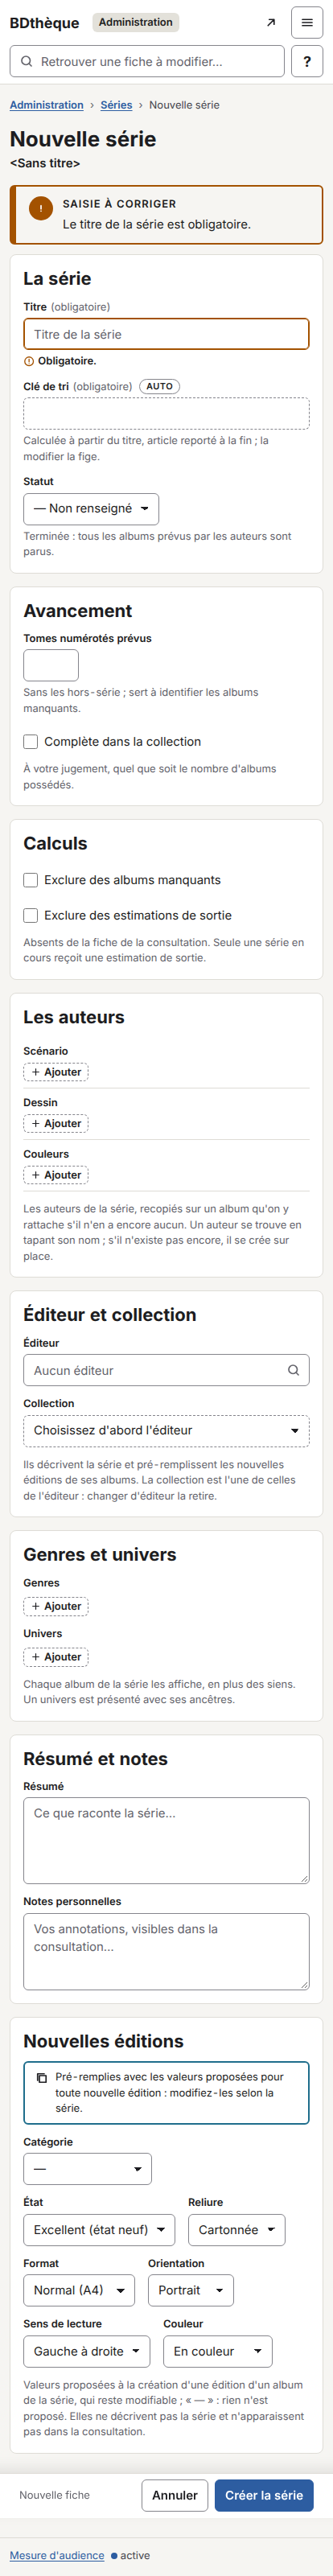 BDthèque Administration
Retrouver une fiche à modifier… ?
Administration › Séries › Nouvelle série
Nouvelle série
<Sans titre>
! SAISIE À CORRIGER
Le titre de la série est obligatoire.
La série
Titre (obligatoire)
Titre de la série
Obligatoire.
Clé de tri (obligatoire) AUTO
Calculée à partir du titre, article reporté à la fin ; la
modifier la fige.
Statut
— Non renseigné
Terminée : tous les albums prévus par les auteurs sont
parus.
Avancement
Tomes numérotés prévus
Sans les hors-série ; sert à identifier les albums
manquants.
Complète dans la collection
À votre jugement, quel que soit le nombre d'albums
possédés.
Calculs
Exclure des albums manquants
Exclure des estimations de sortie
Absents de la fiche de la consultation. Seule une série en
cours reçoit une estimation de sortie.
Les auteurs
Scénario
+ Ajouter
Dessin
+ Ajouter
Couleurs
+ Ajouter
Les auteurs de la série, recopiés sur un album qu'on y
rattache s'il n'en a encore aucun. Un auteur se trouve en
tapant son nom ; s'il n'existe pas encore, il se crée sur
place.
Éditeur et collection
Éditeur
Aucun éditeur
Collection
Choisissez d'abord l'éditeur
Ils décrivent la série et pré-remplissent les nouvelles
éditions de ses albums. La collection est l'une de celles
de l'éditeur : changer d'éditeur la retire.
Genres et univers
Genres
+ Ajouter
Univers
+ Ajouter
Chaque album de la série les affiche, en plus des siens.
Un univers est présenté avec ses ancêtres.
Résumé et notes
Résumé
Ce que raconte la série…
Notes personnelles
Vos annotations, visibles dans la
consultation…
Nouvelles éditions
Pré-remplies avec les valeurs proposées pour
toute nouvelle édition : modifiez-les selon la
série.
Catégorie
—
État Reliure
Excellent (état neuf) Cartonnée
Format Orientation
Normal (A4) Portrait
Sens de lecture Couleur
Gauche à droite En couleur
Valeurs proposées à la création d'une édition d'un album
de la série, qui reste modifiable ; « — » : rien n'est
proposé. Elles ne décrivent pas la série et n'apparaissent
pas dans la consultation.
Nouvelle fiche Annuler Créer la série
Mesure d'audience active